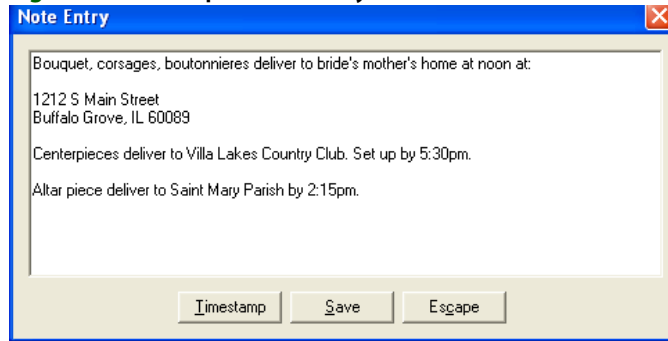 Note Entry
Bouquet, corsages, boutonnieres deliver to bride's mother's home at noon at:
1212 S Main Street
Buffalo Grove, IL 60089
Centerpieces deliver to Villa Lakes Country Club. Set up by 5:30pm.
Altar piece deliver to Saint Mary Parish by 2:15pm.
Timestamp Save Escape